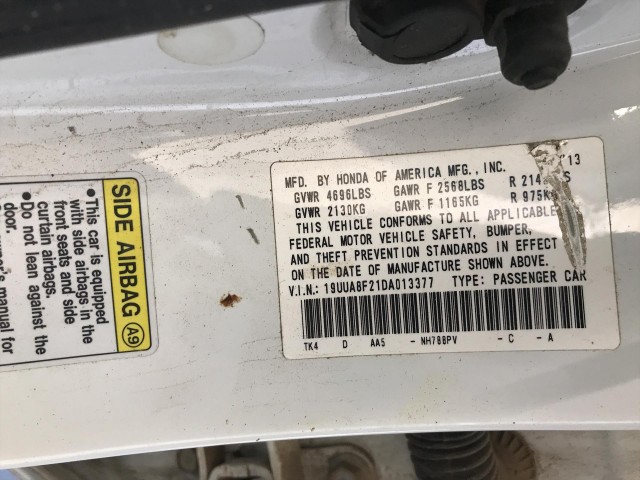 MFD. BY HONDA OF AMERICA MFG., INC. /13
GVWR 4696LBS GAWR F 2568LBS R
GVWR 2130KG GAWR F 1165KG R 975K
THIS VEHICLE CONFORMS TO ALL APPLICABLE
FEDERAL MOTOR VEHICLE SAFETY, BUMPER,
AND THEFT PREVENTION STANDARDS IN EFFECT
ON THE DATE OF MANUFACTURE SHOWN ABOVE.
V.I.N.: 19UUA8F21DA013377 TYPE: PASSENGER CAR
TK4 D AA5 - NH788PV - C - A
SIDE AIRBAG A9
•This car is equipped
with side airbags in the
front seats and side
curtain airbags.
•Do not lean against the
door.
manual for